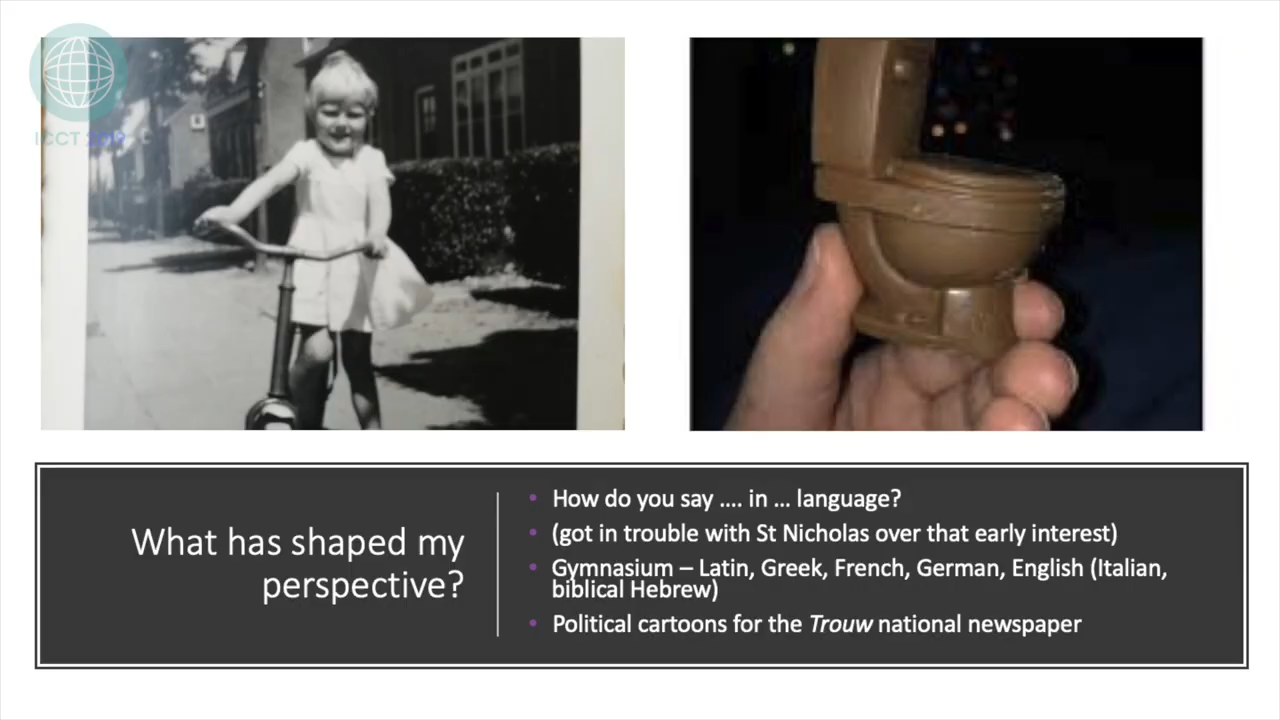 ICCT
What has shaped my
perspective?
• How do you say .... in ... language?
• (got in trouble with St Nicholas over that early interest)
• Gymnasium – Latin, Greek, French, German, English (Italian,
biblical Hebrew)
• Political cartoons for the Trouw national newspaper